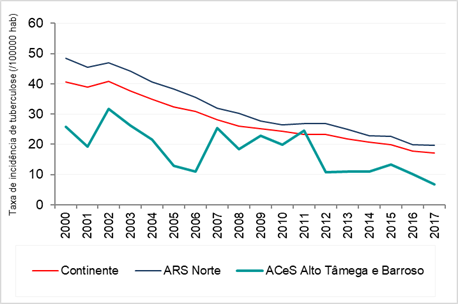 Taxa de incidência de tuberculose (/100000 hab)
60
50
40
30
20
10
0
2000 2001 2002 2003 2004 2005 2006 2007 2008 2009 2010 2011 2012 2013 2014 2015 2016 2017
Continente ARS Norte ACeS Alto Tâmega e Barroso